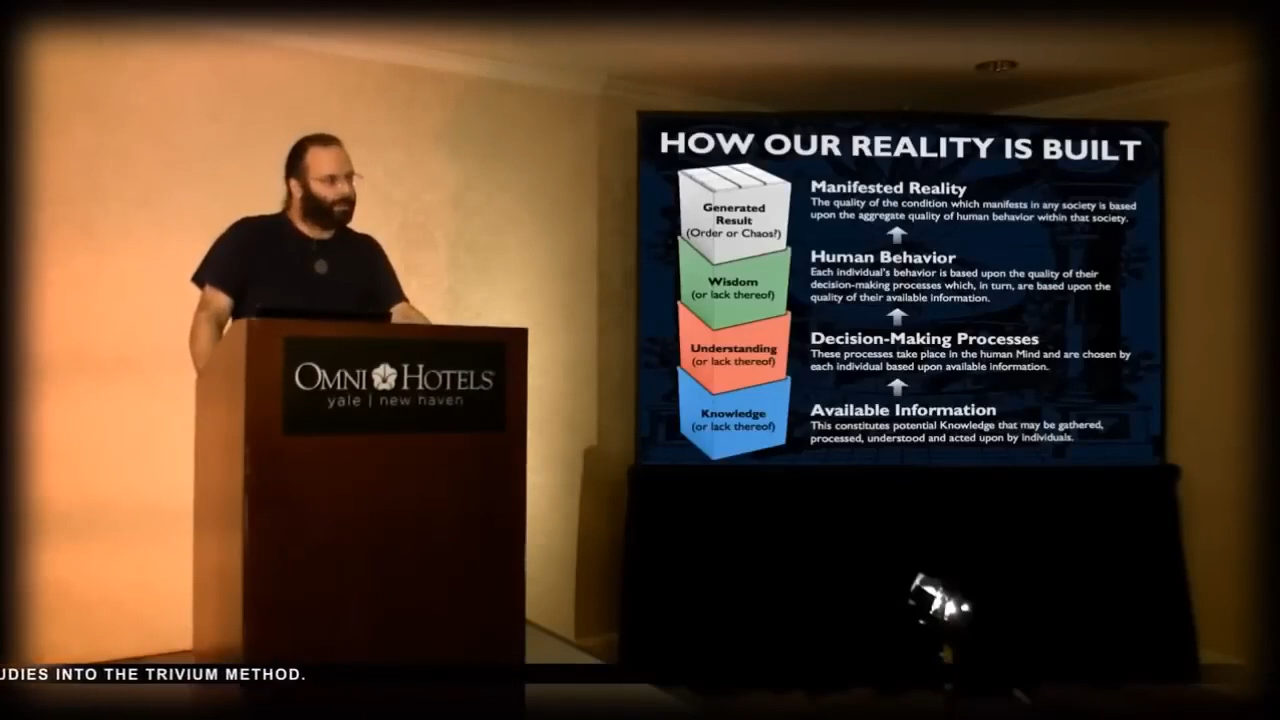 HOW OUR REALITY IS BUILT
Generated
Result
(Order or Chaos?)
Manifested Reality
The quality of the condition which manifests in any society is based
upon the aggregate quality of human behavior within that society.
Wisdom
(or lack thereof)
Human Behavior
Each individual's behavior is based upon the quality of their
decision-making processes which, in turn, are based upon the
quality of their available information.
Understanding
(or lack thereof)
Decision-Making Processes
These processes take place in the human Mind and are chosen by
each individual based upon available information.
Knowledge
(or lack thereof)
Available Information
This constitutes potential Knowledge that may be gathered,
processed, understood and acted upon by individuals.
OMNI HOTELS
yale | new haven
UDIES INTO THE TRIVIUM METHOD.